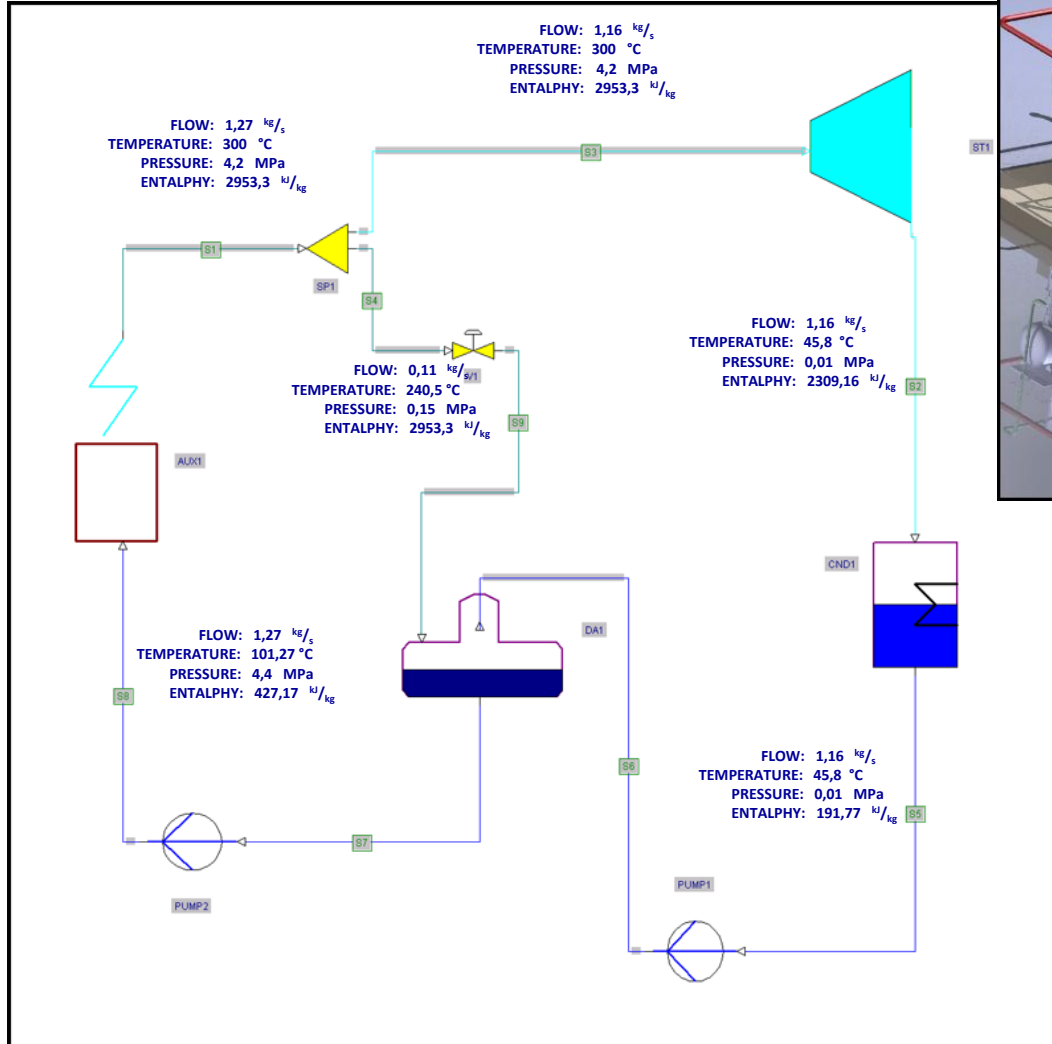 FLOW: 1,16 kg/s
TEMPERATURE: 300 °C
PRESSURE: 4,2 MPa
ENTALPHY: 2953,3 kJ/kg
FLOW: 1,27 kg/s
TEMPERATURE: 300 °C
PRESSURE: 4,2 MPa
ENTALPHY: 2953,3 kJ/kg
S3
ST1
S1
SP1
S4
FLOW: 1,16 kg/s
TEMPERATURE: 45,8 °C
PRESSURE: 0,01 MPa
ENTALPHY: 2309,16 kJ/kg
S2
FLOW: 0,11 kg/s
TEMPERATURE: 240,5 °C
PRESSURE: 0,15 MPa
ENTALPHY: 2953,3 kJ/kg
S9
AUX1
CND1
DA1
FLOW: 1,27 kg/s
TEMPERATURE: 101,27 °C
PRESSURE: 4,4 MPa
ENTALPHY: 427,17 kJ/kg
S8
FLOW: 1,16 kg/s
TEMPERATURE: 45,8 °C
PRESSURE: 0,01 MPa
ENTALPHY: 191,77 kJ/kg
S6
S5
S7
PUMP2
PUMP1